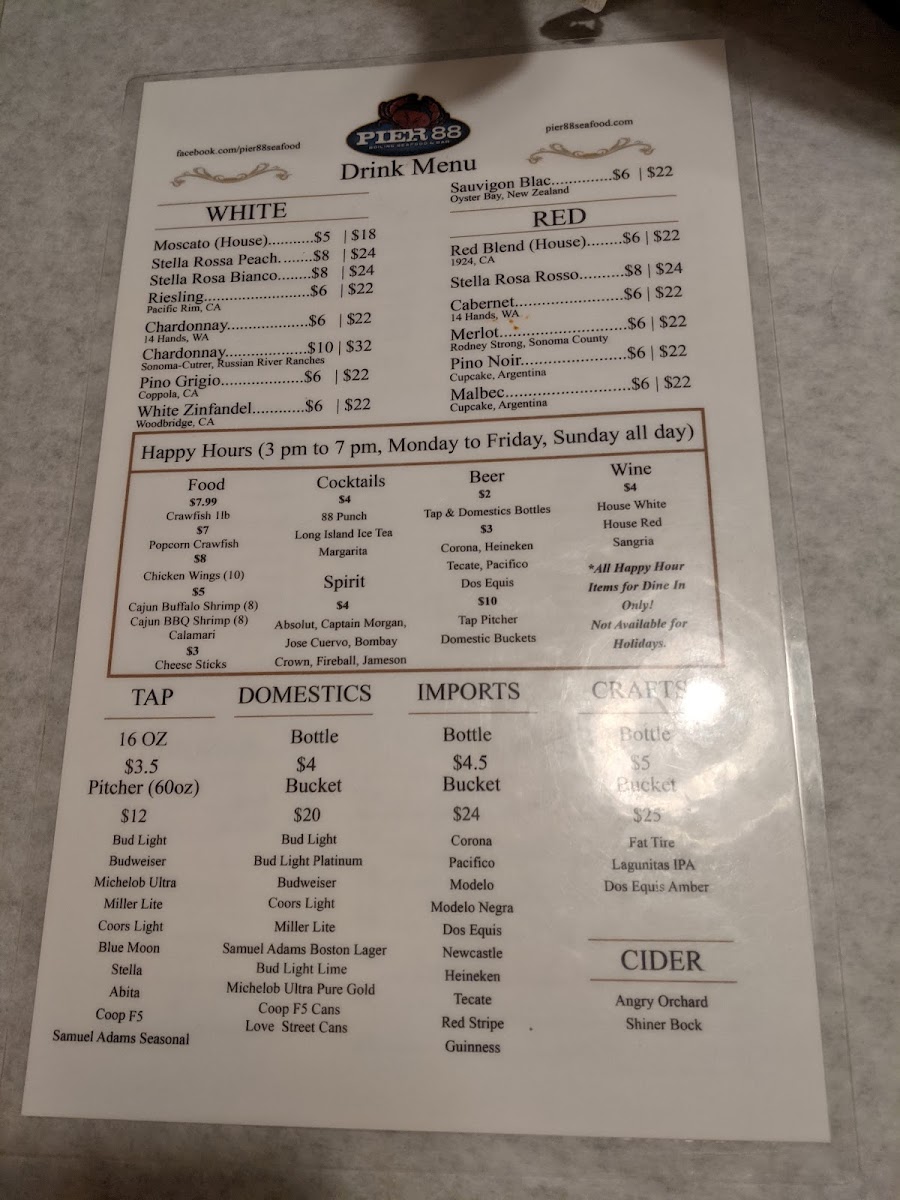 facebook.com/pier88seafood
PIER 88
BOILING SEAFOOD & BAR
pier88seafood.com
Drink Menu
WHITE
Moscato (House)...........$5 | $18
Stella Rossa Peach. .......$8 | $24
Stella Rosa Bianco........$8 | $24
Riesling.........................$6 | $22
Pacific Rim, CA
Chardonnay...................$6 | $22
14 Hands, WA
Chardonnay...................$10 | $32
Sonoma-Cutrer, Russian River Ranches
Pino Grigio....................$6 | $22
Coppola, CA
White Zinfandel............$6 | $22
Woodbridge, CA
Sauvigon Blac..............$6 | $22
Oyster Bay, New Zealand
RED
Red Blend (House)........$6 | $22
1924, CA
Stella Rosa Rosso..........$8 | $24
Cabernet.........................$6 | $22
14 Hands, WA
Merlot..............................$6 | $22
Rodney Strong, Sonoma County
Pino Noir.........................$6 | $22
Cupcake, Argentina
Malbec..............................$6 | $22
Cupcake, Argentina
Happy Hours (3 pm to 7 pm, Monday to Friday, Sunday all day)
Food
$7.99
Crawfish 1lb
$7
Popcorn Crawfish
$8
Chicken Wings (10)
$5
Cajun Buffalo Shrimp (8)
Cajun BBQ Shrimp (8)
Calamari
$3
Cheese Sticks
Cocktails
$4
88 Punch
Long Island Ice Tea
Margarita
Spirit
$4
Absolut, Captain Morgan,
Jose Cuervo, Bombay
Crown, Fireball, Jameson
Beer
$2
Tap & Domestics Bottles
$3
Corona, Heineken
Tecate, Pacifico
Dos Equis
$10
Tap Pitcher
Domestic Buckets
Wine
$4
House White
House Red
Sangria
*All Happy Hour
Items for Dine In
Only!
Not Available for
Holidays.
TAP
16 OZ
$3.5
Pitcher (60oz)
$12
Bud Light
Budweiser
Michelob Ultra
Miller Lite
Coors Light
Blue Moon
Stella
Abita
Coop F5
Samuel Adams Seasonal
DOMESTICS
Bottle
$4
Bucket
$20
Bud Light
Bud Light Platinum
Budweiser
Coors Light
Miller Lite
Samuel Adams Boston Lager
Bud Light Lime
Michelob Ultra Pure Gold
Coop F5 Cans
Love Street Cans
IMPORTS
Bottle
$4.5
Bucket
$24
Corona
Pacifico
Modelo
Modelo Negra
Dos Equis
Newcastle
Heineken
Tecate
Red Stripe
Guinness
CRAFTS
Bottle
$5
Bucket
$25
Fat Tire
Lagunitas IPA
Dos Equis Amber
CIDER
Angry Orchard
Shiner Bock